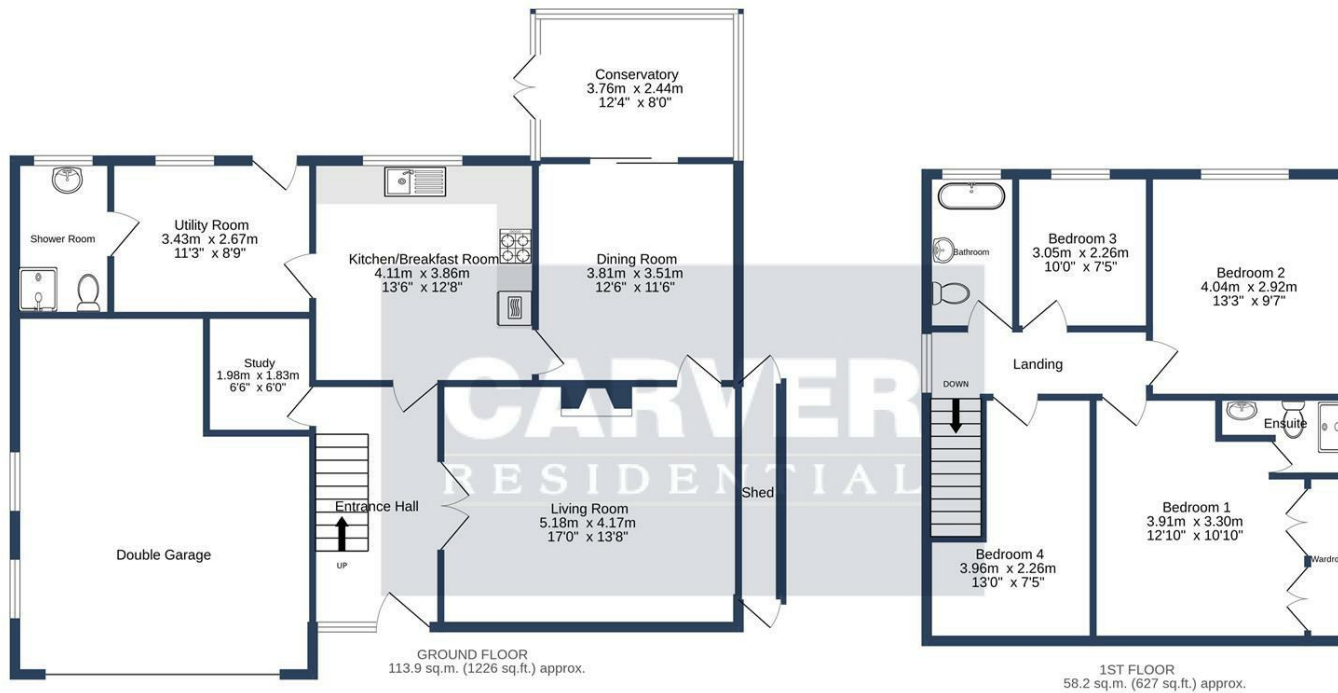 Conservatory
3.76m x 2.44m
12'4" x 8'0"
Shower Room
Utility Room
3.43m x 2.67m
11'3" x 8'9"
Kitchen/Breakfast Room
4.11m x 3.86m
13'6" x 12'8"
Dining Room
3.81m x 3.51m
12'6" x 11'6"
Study
1.98m x 1.83m
6'6" x 6'0"
Double Garage
Entrance Hall
UP
Living Room
5.18m x 4.17m
17'0" x 13'8"
Shed
CARVER
RESIDENTIAL
GROUND FLOOR
113.9 sq.m. (1226 sq.ft.) approx.
Bathroom
Bedroom 3
3.05m x 2.26m
10'0" x 7'5"
Bedroom 2
4.04m x 2.92m
13'3" x 9'7"
Landing
DOWN
Ensuite
Bedroom 1
3.91m x 3.30m
12'10" x 10'10"
Wardro
Bedroom 4
3.96m x 2.26m
13'0" x 7'5"
1ST FLOOR
58.2 sq.m. (627 sq.ft.) approx.